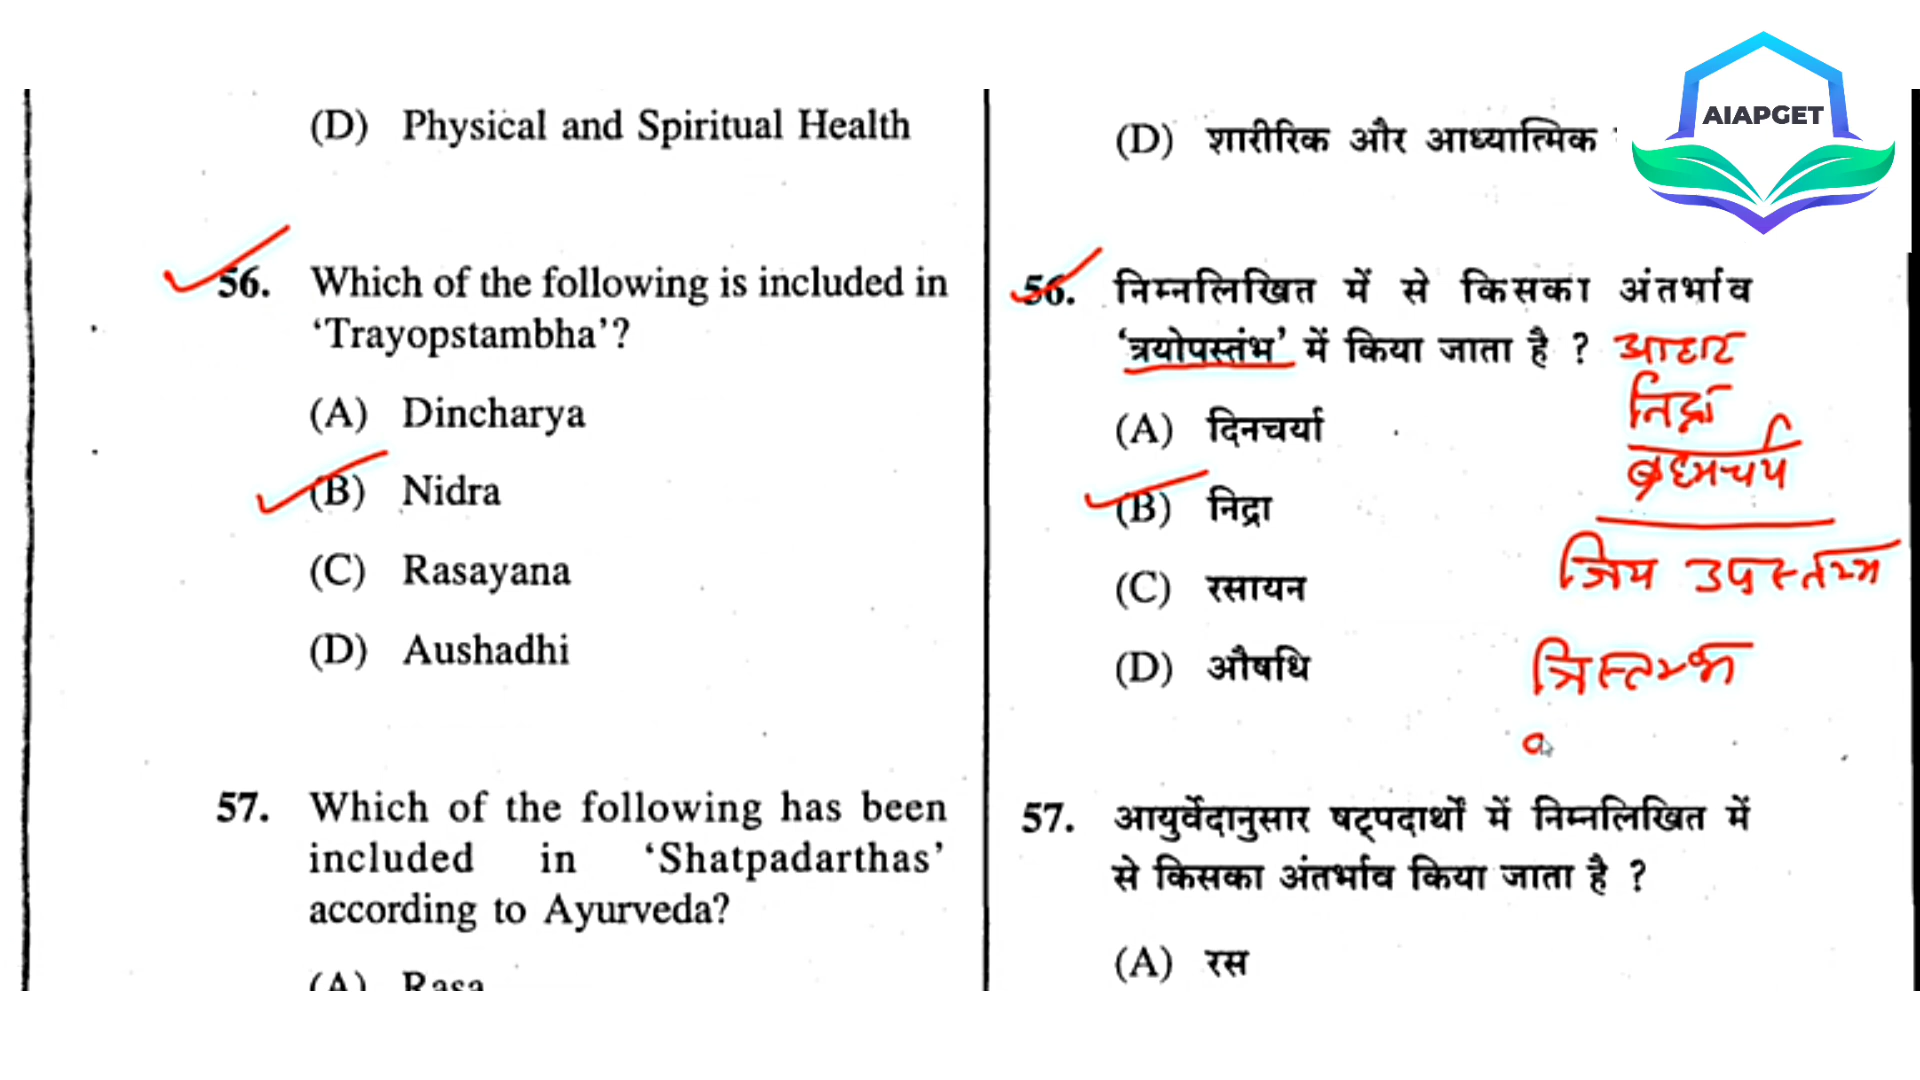 AIAPGET
(D) Physical and Spiritual Health
56. Which of the following is included in
‘Trayopstambha’?
(A) Dincharya
(B) Nidra
(C) Rasayana
(D) Aushadhi
57. Which of the following has been
included in ‘Shatpadarthas’
according to Ayurveda?
(A) Rasa
(D) शारीरिक और आध्यात्मिक
56. निम्नलिखित में से किसका अंतर्भाव
‘त्रयोपस्तंभ’ में किया जाता है ?
(A) दिनचर्या
(B) निद्रा
(C) रसायन
(D) औषधि
57. आयुर्वेदानुसार षट्पदार्थों में निम्नलिखित में
से किसका अंतर्भाव किया जाता है ?
(A) रस
आहार
निद्रा
ब्रह्मचर्य
उपस्तम्भ
त्रिस्तम्भ